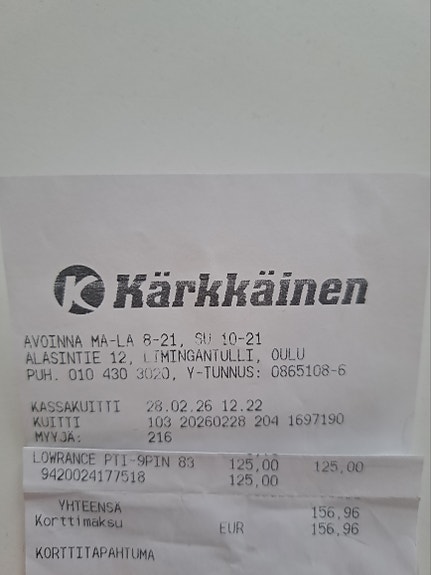 K Kärkkäinen
AVOINNA MA-LA 8-21, SU 10-21
ALASINTIE 12, LIMINGANTULLI, OULU
PUH. 010 430 3020, Y-TUNNUS: 0865108-6
KASSAKUITTI 28.02.26 12.22
KUITTI 103 20260228 204 1697190
MYYJÄ: 216
LOWRANCE PTI-9PIN 83 125,00 125,00
9420024177518 125,00
YHTEENSÄ 156,96
Korttimaksu EUR 156,96
KORTTITAPAHTUMA